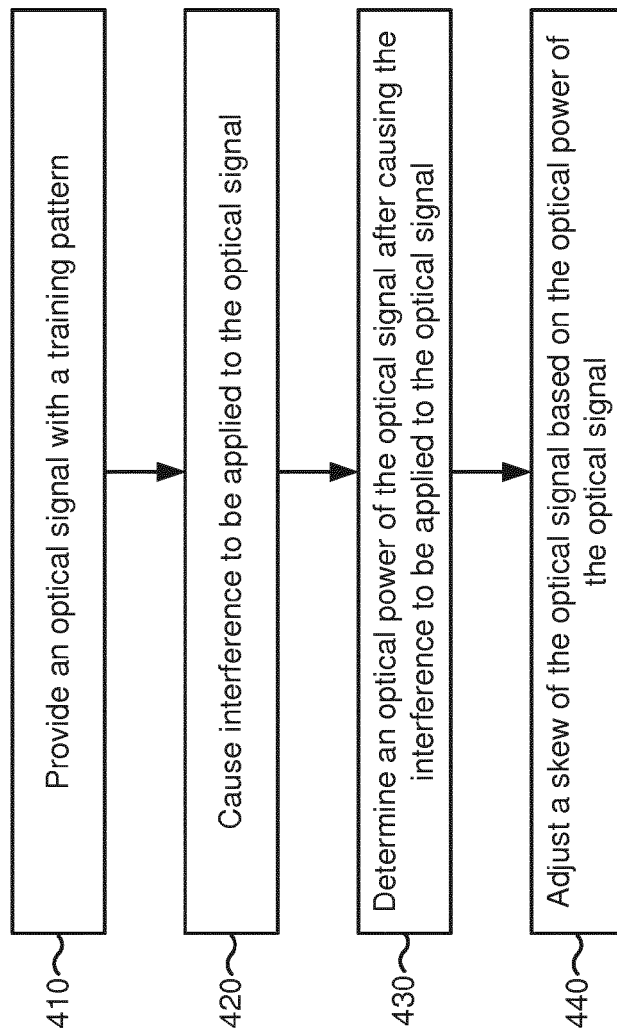 410
Provide an optical signal with a training pattern
420
Cause interference to be applied to the optical signal
430
Determine an optical power of the optical signal after causing the
interference to be applied to the optical signal
440
Adjust a skew of the optical signal based on the optical power of
the optical signal